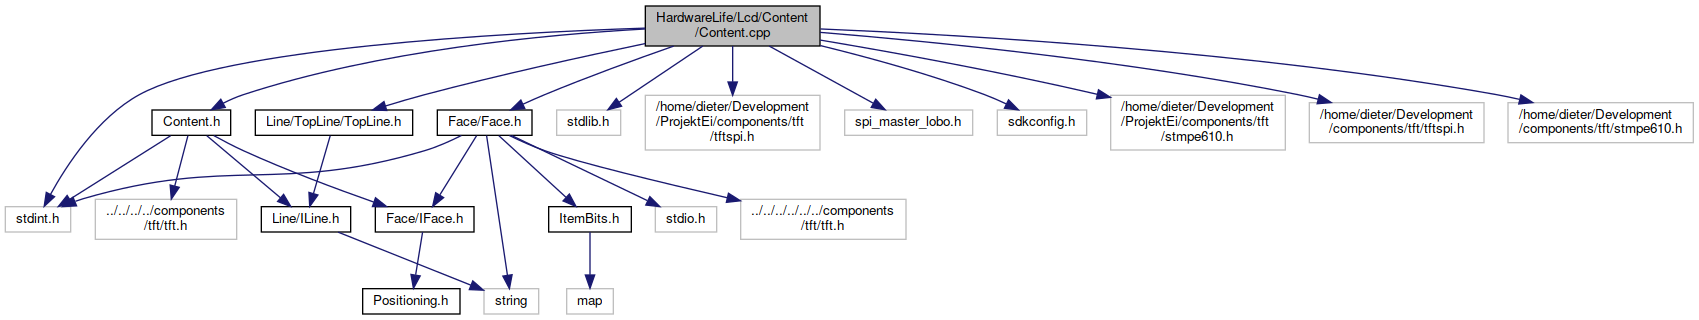 HardwareLife/Lcd/Content
/Content.cpp
Content.h
Line/TopLine/TopLine.h
Face/Face.h
stdlib.h
/home/dieter/Development
/ProjektEi/components/tft
/tftspi.h
spi_master_lobo.h
sdkconfig.h
/home/dieter/Development
/ProjektEi/components/tft
/stmpe610.h
/home/dieter/Development
/components/tft/tftspi.h
/home/dieter/Development
/components/tft/stmpe610.h
stdint.h
../../../../components
/tft/tft.h
Line/ILine.h
Face/IFace.h
ItemBits.h
stdio.h
../../../../../../components
/tft/tft.h
Positioning.h
string
map